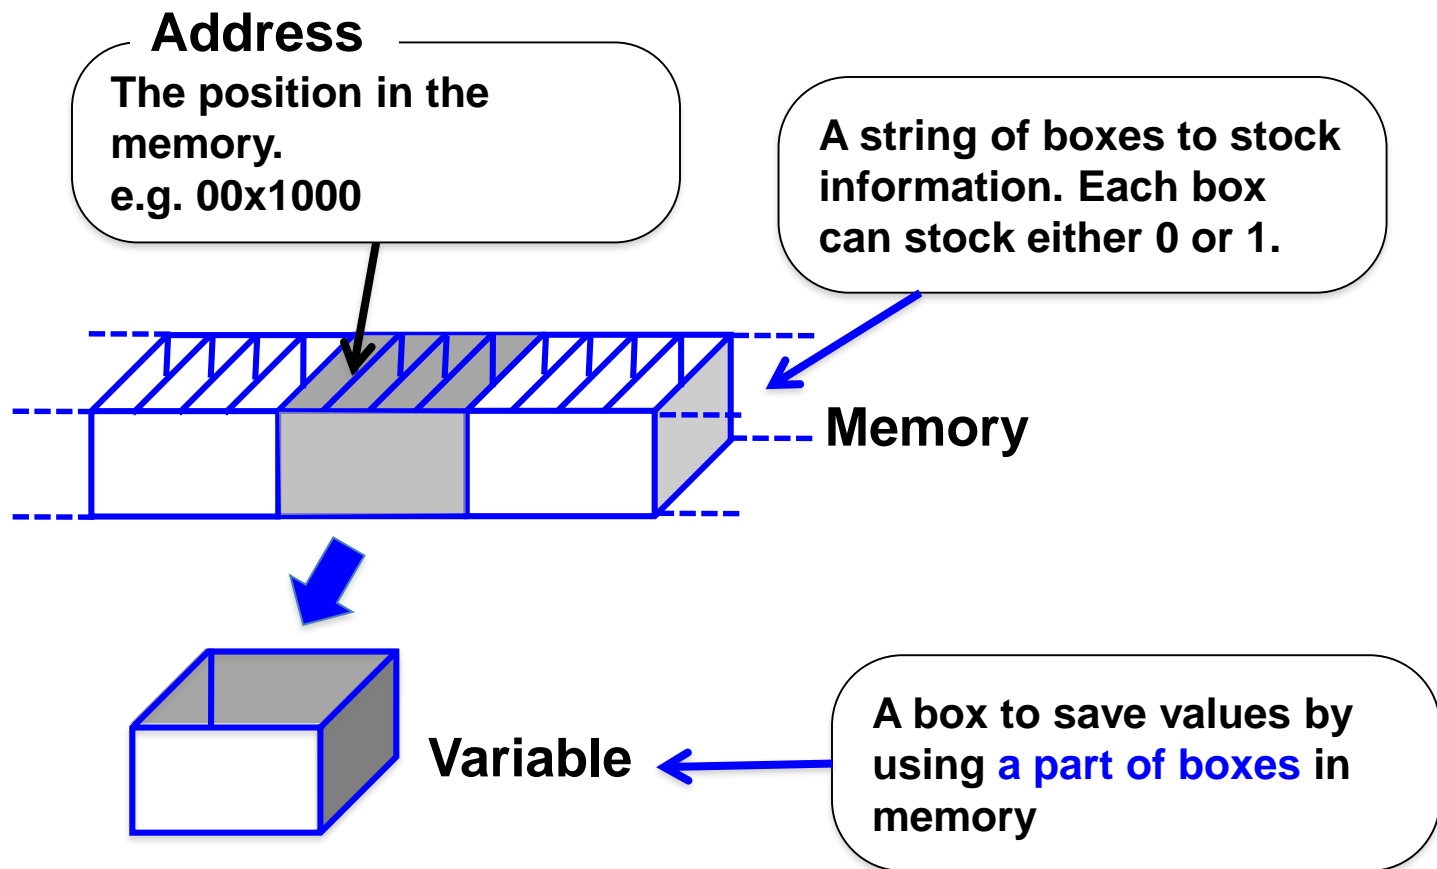 Address
The position in the
memory.
e.g. 00x1000
A string of boxes to stock
information. Each box
can stock either 0 or 1.
Memory
Variable
A box to save values by
using a part of boxes in
memory